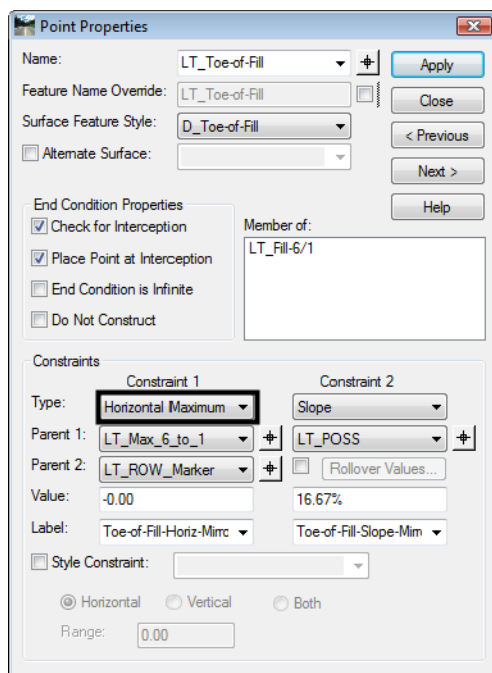 Point Properties
Name: LT_Toe-of-Fill Apply
Feature Name Override: LT_Toe-of-Fill Close
Surface Feature Style: D_Toe-of-Fill < Previous
Alternate Surface: Next >
Help
End Condition Properties
Check for Interception
Place Point at Interception
End Condition is Infinite
Do Not Construct
Member of:
LT_Fill-6/1
Constraints
Constraint 1 Constraint 2
Type: Horizontal Maximum Slope
Parent 1: LT_Max_6_to_1 LT_POSS
Parent 2: LT_ROW_Marker Rollover Values...
Value: -0.00 16.67%
Label: Toe-of-Fill-Horiz-Mirrc Toe-of-Fill-Slope-Mirr
Style Constraint:
Horizontal Vertical Both
Range: 0.00